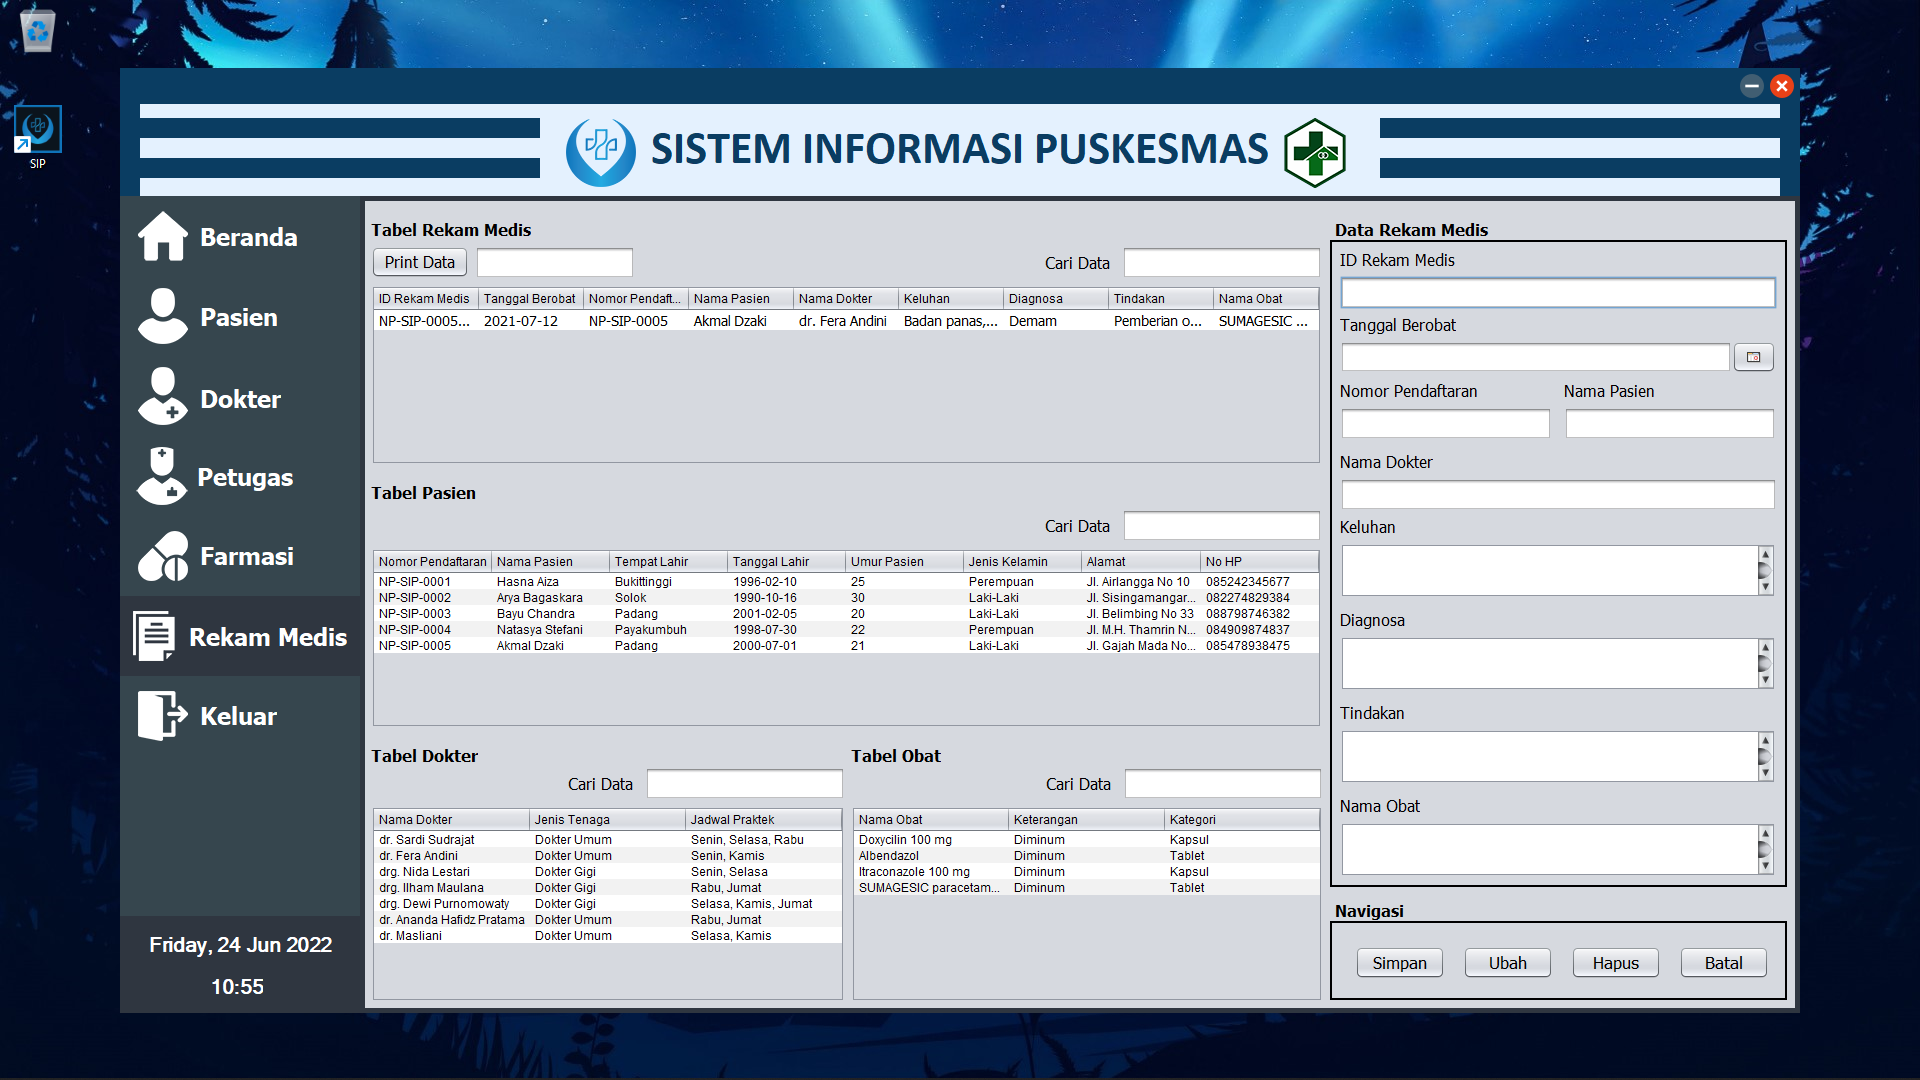 SIP
SISTEM INFORMASI PUSKESMAS
Beranda
Pasien
Dokter
Petugas
Farmasi
Rekam Medis
Keluar
Friday, 24 Jun 2022
10:55
Tabel Rekam Medis
Print Data
Cari Data
ID Rekam Medis Tanggal Berobat Nomor Pendaft... Nama Pasien Nama Dokter Keluhan Diagnosa Tindakan Nama Obat
NP-SIP-0005... 2021-07-12 NP-SIP-0005 Akmal Dzaki dr. Fera Andini Badan panas,... Demam Pemberian o... SUMAGESIC ...
Tabel Pasien
Cari Data
Nomor Pendaftaran Nama Pasien Tempat Lahir Tanggal Lahir Umur Pasien Jenis Kelamin Alamat No HP
NP-SIP-0001 Hasna Aiza Bukittinggi 1996-02-10 25 Perempuan Jl. Airlangga No 10 085242345677
NP-SIP-0002 Arya Bagaskara Solok 1990-10-16 30 Laki-Laki Jl. Sisingamangar... 082274829384
NP-SIP-0003 Bayu Chandra Padang 2001-02-05 20 Laki-Laki Jl. Belimbing No 33 088798746382
NP-SIP-0004 Natasya Stefani Payakumbuh 1998-07-30 22 Perempuan Jl. M.H. Thamrin N... 084909874837
NP-SIP-0005 Akmal Dzaki Padang 2000-07-01 21 Laki-Laki Jl. Gajah Mada No... 085478938475
Tabel Dokter
Cari Data
Nama Dokter Jenis Tenaga Jadwal Praktek
dr. Sardi Sudrajat Dokter Umum Senin, Selasa, Rabu
dr. Fera Andini Dokter Umum Senin, Kamis
drg. Nida Lestari Dokter Gigi Senin, Selasa
drg. Ilham Maulana Dokter Gigi Rabu, Jumat
drg. Dewi Purnomowaty Dokter Gigi Selasa, Kamis, Jumat
dr. Ananda Hafidz Pratama Dokter Umum Rabu, Jumat
dr. Masliani Dokter Umum Selasa, Kamis
Tabel Obat
Cari Data
Nama Obat Keterangan Kategori
Doxycilin 100 mg Diminum Kapsul
Albendazol Diminum Tablet
Itraconazole 100 mg Diminum Kapsul
SUMAGESIC paracetam... Diminum Tablet
Data Rekam Medis
ID Rekam Medis
Tanggal Berobat
Nomor Pendaftaran Nama Pasien
Nama Dokter
Keluhan
Diagnosa
Tindakan
Nama Obat
Navigasi
Simpan Ubah Hapus Batal